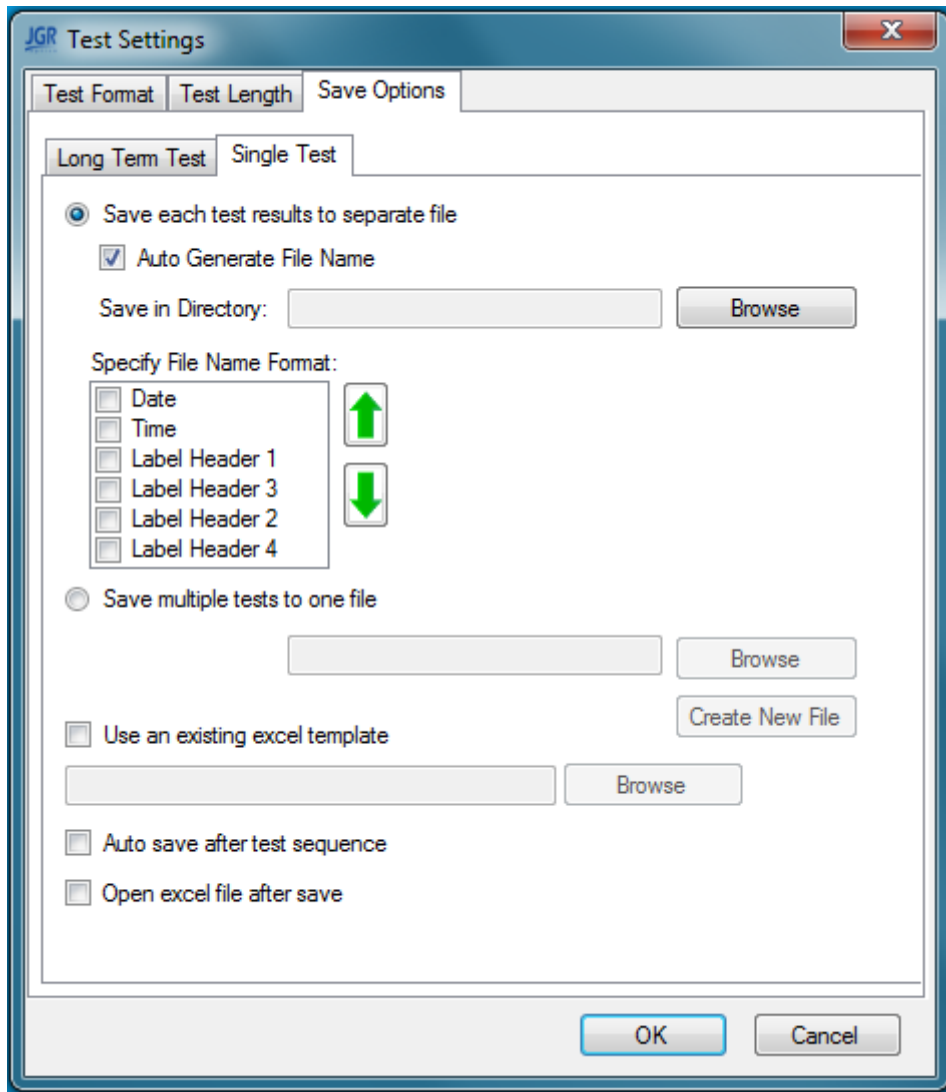 JGR Test Settings
Test Format Test Length Save Options
Long Term Test Single Test
Save each test results to separate file
Auto Generate File Name
Save in Directory: Browse
Specify File Name Format:
Date
Time
Label Header 1
Label Header 3
Label Header 2
Label Header 4
Save multiple tests to one file
Browse
Create New File
Use an existing excel template
Browse
Auto save after test sequence
Open excel file after save
OK Cancel